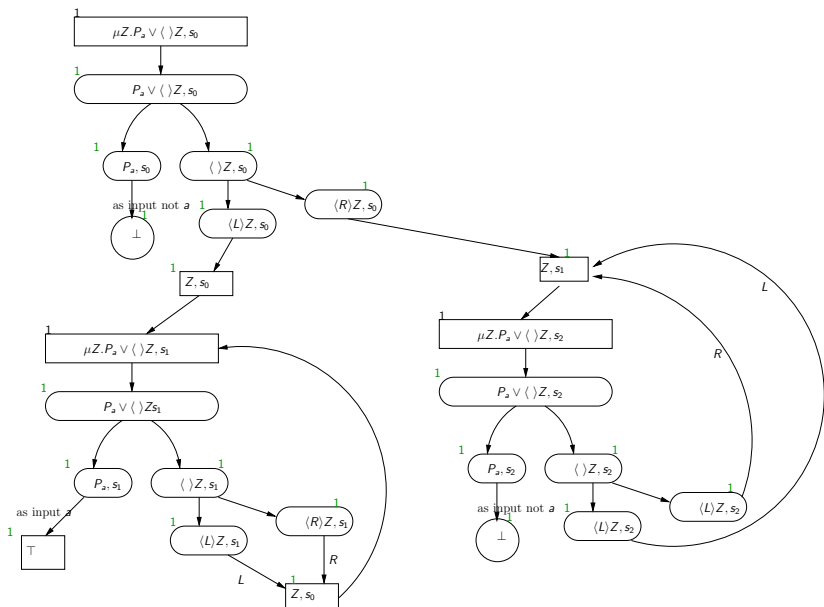 1
μZ.P_a ∨ ⟨ ⟩Z, s_0
1
P_a ∨ ⟨ ⟩Z, s_0
1
P_a, s_0
1
⟨ ⟩Z, s_0
1
⟨R⟩Z, s_0
as input not a
1
⊥
1
⟨L⟩Z, s_0
1
Z, s_0
1
Z, s_1
L
R
1
μZ.P_a ∨ ⟨ ⟩Z, s_1
1
P_a ∨ ⟨ ⟩Zs_1
1
P_a, s_1
1
⟨ ⟩Z, s_1
1
⟨R⟩Z, s_1
as input a
1
⊤
1
⟨L⟩Z, s_1
L
R
1
Z, s_0
1
μZ.P_a ∨ ⟨ ⟩Z, s_2
1
P_a ∨ ⟨ ⟩Z, s_2
1
P_a, s_2
1
⟨ ⟩Z, s_2
1
⟨L⟩Z, s_2
as input not a
1
⊥
1
⟨L⟩Z, s_2